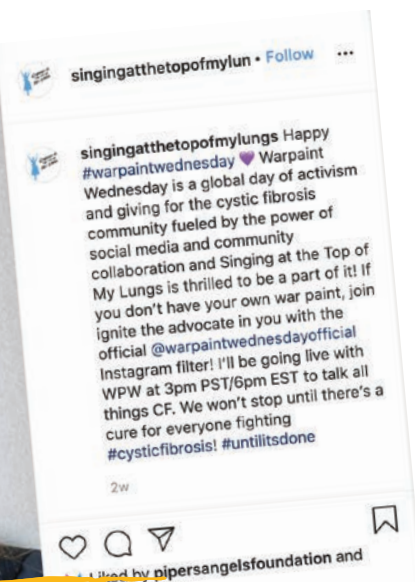 singingatthetopofmylun • Follow
singingatthetopofmylungs Happy
#warpaintwednesday 💜 Warpaint
Wednesday is a global day of activism
and giving for the cystic fibrosis
community fueled by the power of
social media and community
collaboration and Singing at the Top of
My Lungs is thrilled to be a part of it! If
you don't have your own war paint, join
ignite the advocate in you with the
official @warpaintwednesdayofficial
Instagram filter! I'll be going live with
WPW at 3pm PST/6pm EST to talk all
things CF. We won't stop until there's a
cure for everyone fighting
#cysticfibrosis! #untilitsdone
2w
Liked by pipersangelsfoundation and